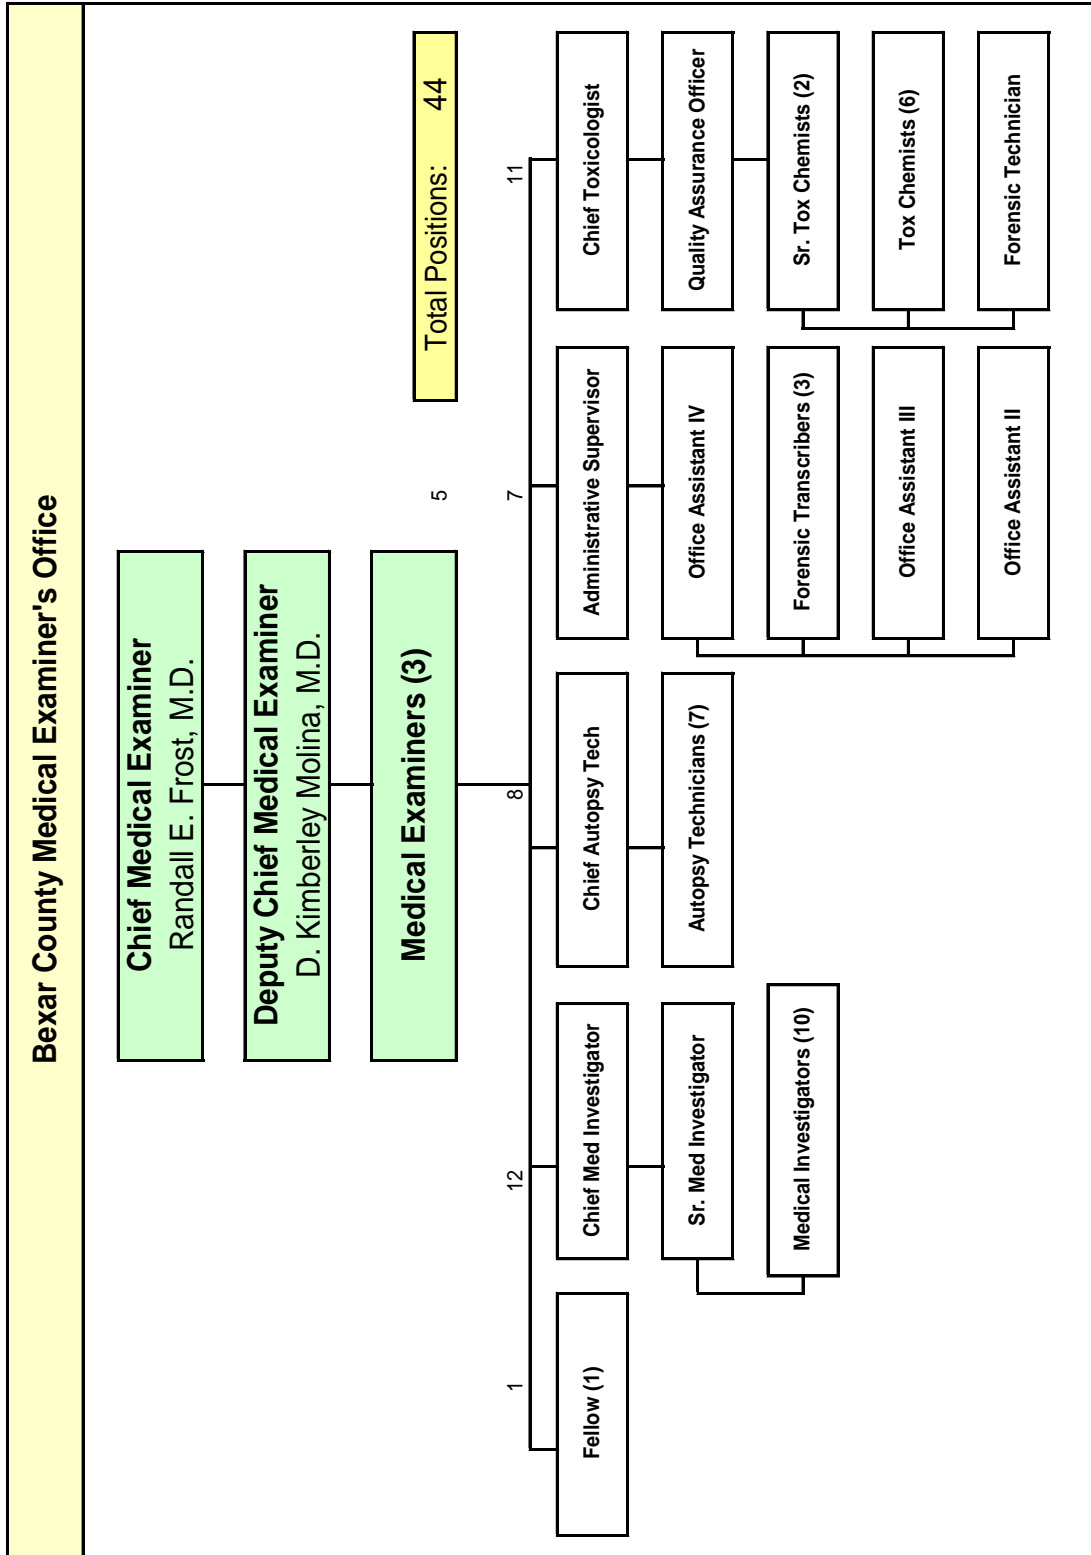 Bexar County Medical Examiner's Office
Chief Medical Examiner
Randall E. Frost, M.D.
Deputy Chief Medical Examiner
D. Kimberley Molina, M.D.
Medical Examiners (3)
5
Total Positions: 44
1
12
8
7
11
Fellow (1)
Chief Med Investigator
Chief Autopsy Tech
Administrative Supervisor
Chief Toxicologist
Sr. Med Investigator
Autopsy Technicians (7)
Office Assistant IV
Quality Assurance Officer
Medical Investigators (10)
Forensic Transcribers (3)
Sr. Tox Chemists (2)
Office Assistant III
Tox Chemists (6)
Office Assistant II
Forensic Technician